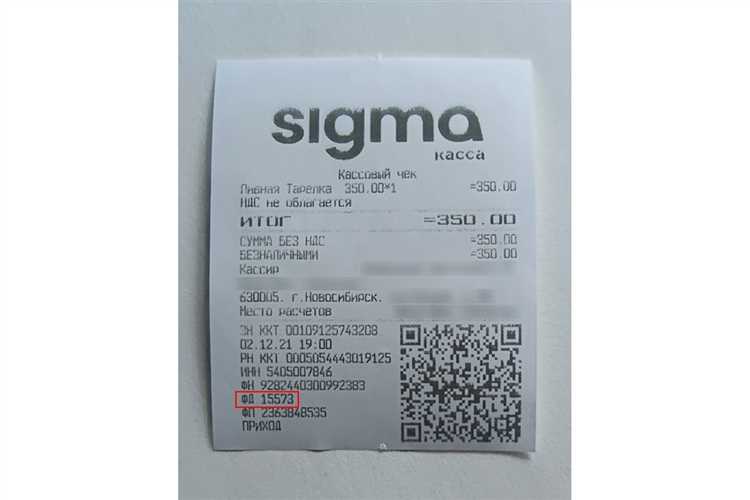 sigma
касса
Кассовый чек
Пивная Тарелка 350.00*1 =350.00
НДС не облагается
ИТОГ =350.00
СУММА БЕЗ НДС =350.00
БЕЗНАЛИЧНЫМИ =350.00
Кассир
630005. г.Новосибирск.
Место расчетов
ЗН ККТ 00109125743208
02.12.21 19:00
РН ККТ 0005054443019125
ИНН 5405007846
ФН 9282440300992383
ФД 15573
ФП 2363848535
ПРИХОД